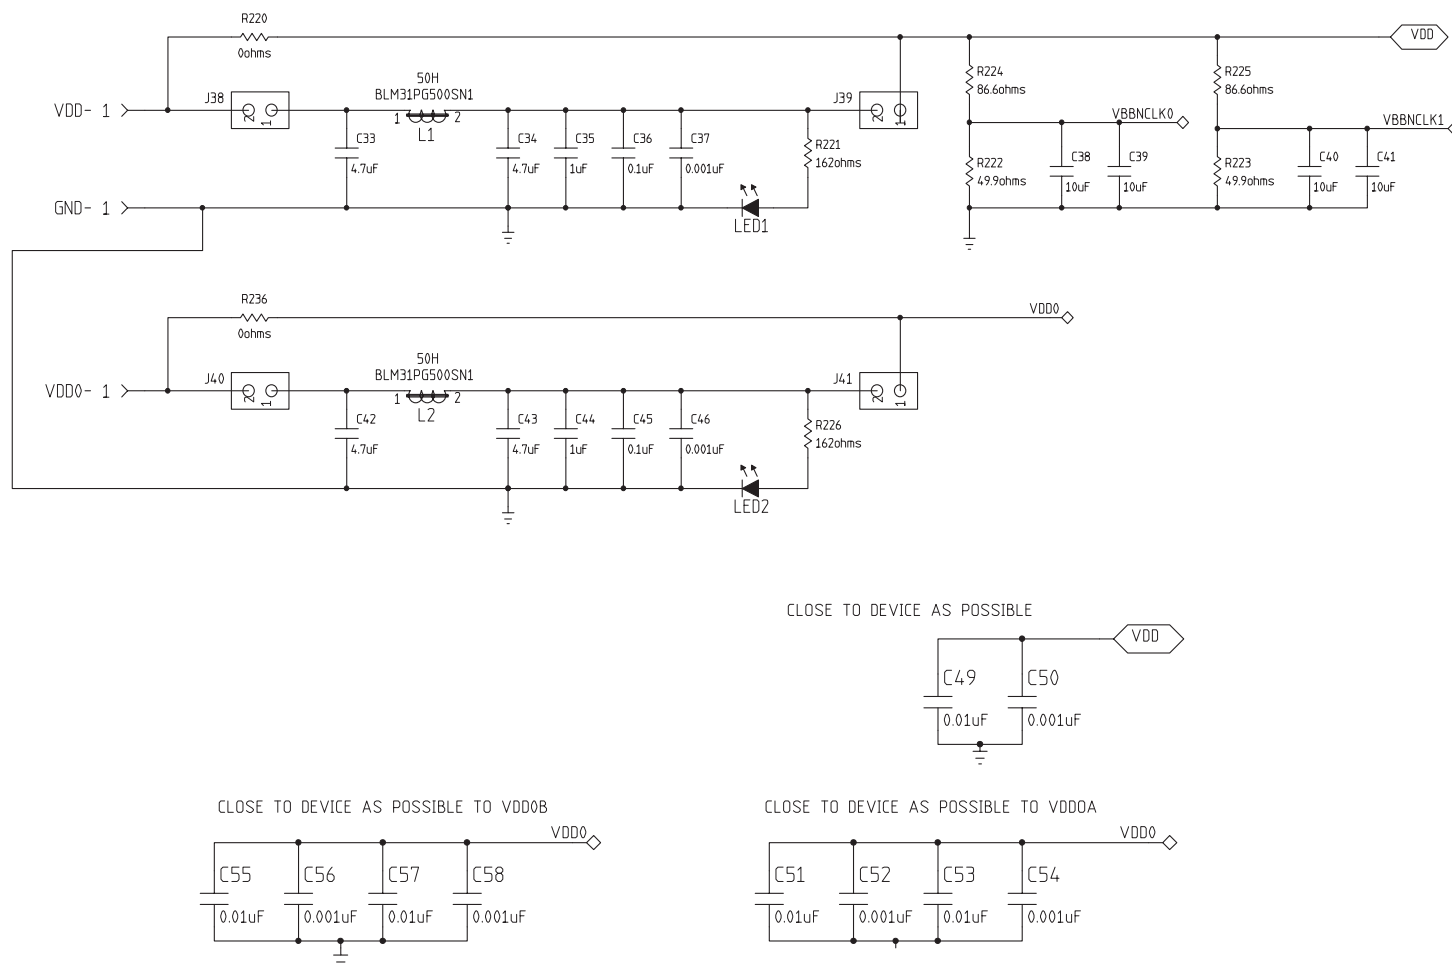 R220
0ohms
VDD
VDD- 1
J38
2
1
50H
BLM31PG500SN1
1
2
L1
C33
4.7uF
C34
4.7uF
C35
1uF
C36
0.1uF
C37
0.001uF
R221
162ohms
J39
2
1
LED1
GND- 1
R224
86.6ohms
VBBNCLK0
R222
49.9ohms
C38
10uF
C39
10uF
R225
86.6ohms
VBBNCLK1
R223
49.9ohms
C40
10uF
C41
10uF
R236
0ohms
VDDO
VDDO- 1
J40
2
1
50H
BLM31PG500SN1
1
2
L2
C42
4.7uF
C43
4.7uF
C44
1uF
C45
0.1uF
C46
0.001uF
R226
162ohms
J41
2
1
LED2
CLOSE TO DEVICE AS POSSIBLE
VDD
C49
0.01uF
C50
0.001uF
CLOSE TO DEVICE AS POSSIBLE TO VDDOB
VDDO
C55
0.01uF
C56
0.001uF
C57
0.01uF
C58
0.001uF
CLOSE TO DEVICE AS POSSIBLE TO VDDOA
VDDO
C51
0.01uF
C52
0.001uF
C53
0.01uF
C54
0.001uF